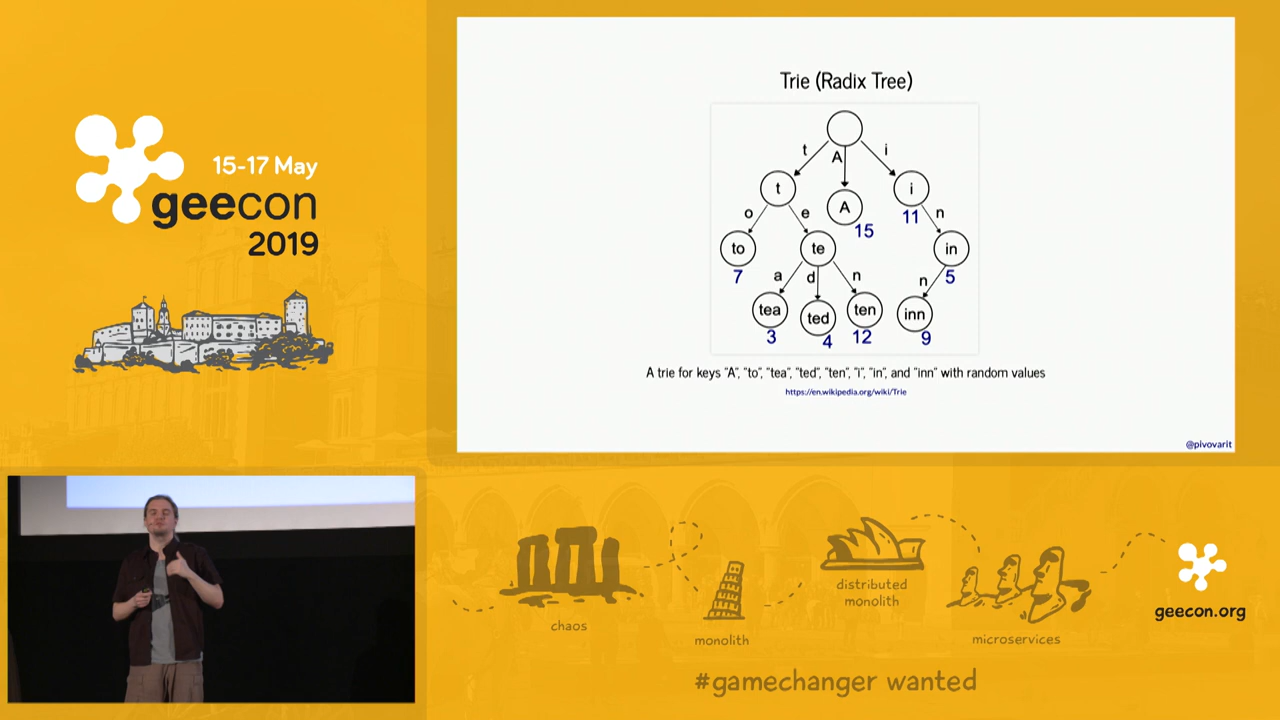 15-17 May
geecon
2019
Trie (Radix Tree)
t
A
i
t
A
i
15
11
o
e
n
to
te
in
7
5
a
d
n
n
tea
ted
ten
inn
3
4
12
9
A trie for keys "A", "to", "tea", "ted", "ten", "i", "in", and "inn" with random values
https://en.wikipedia.org/wiki/Trie
@pivovarit
chaos
monolith
distributed
monolith
microservices
geecon.org
#gamechanger wanted